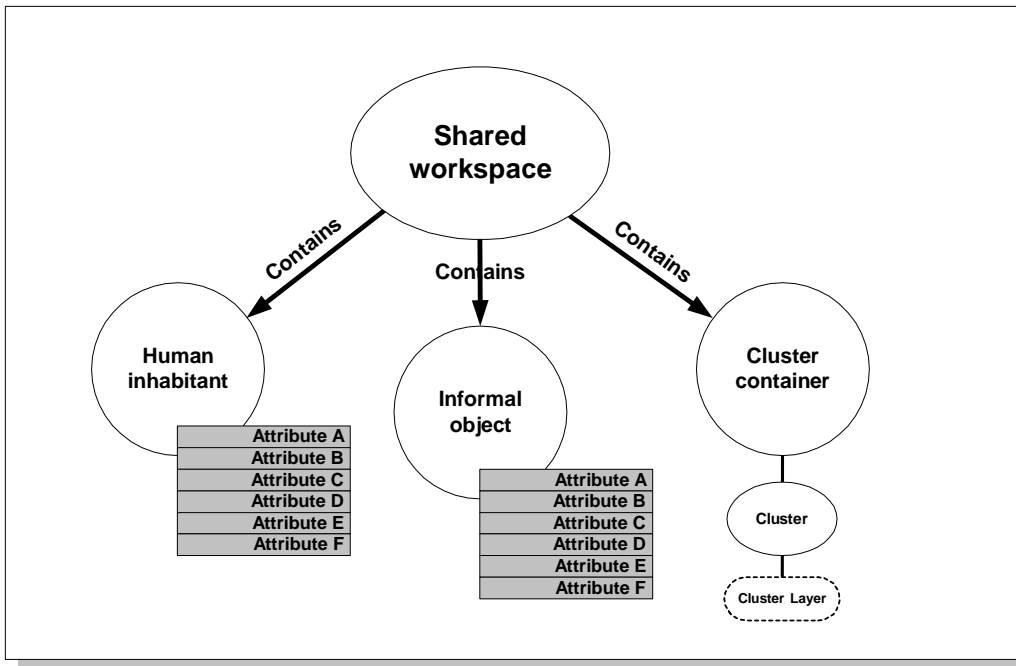 Shared
workspace
Contains
Contains
Contains
Human
inhabitant
Attribute A
Attribute B
Attribute C
Attribute D
Attribute E
Attribute F
Informal
object
Attribute A
Attribute B
Attribute C
Attribute D
Attribute E
Attribute F
Cluster
container
Cluster
Cluster Layer